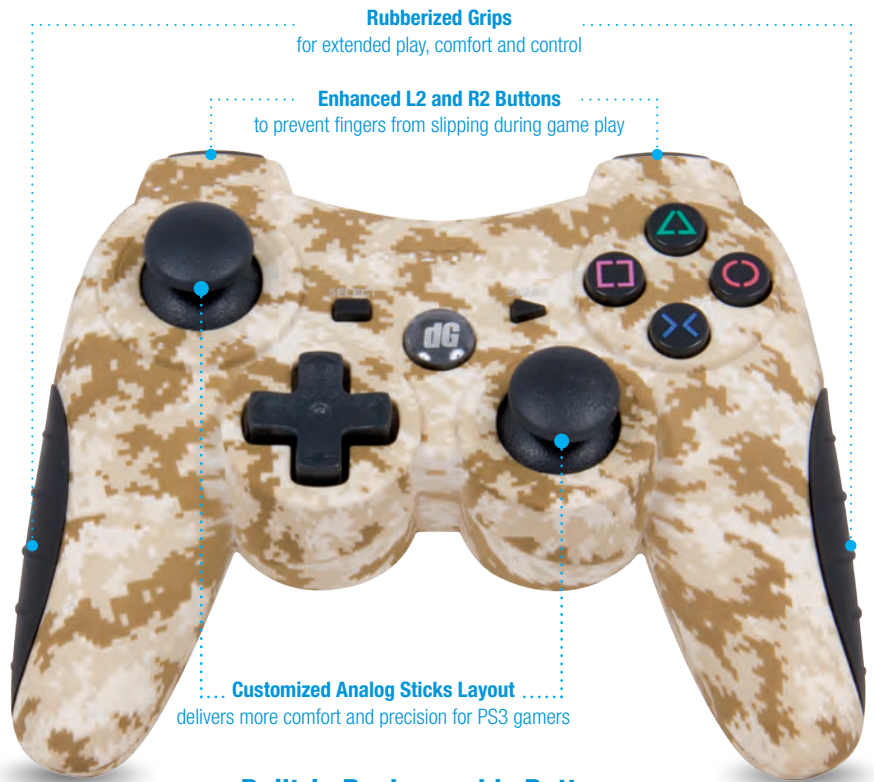 Rubberized Grips
for extended play, comfort and control
Enhanced L2 and R2 Buttons
to prevent fingers from slipping during game play
SELECT
dG
Customized Analog Sticks Layout
delivers more comfort and precision for PS3 gamers